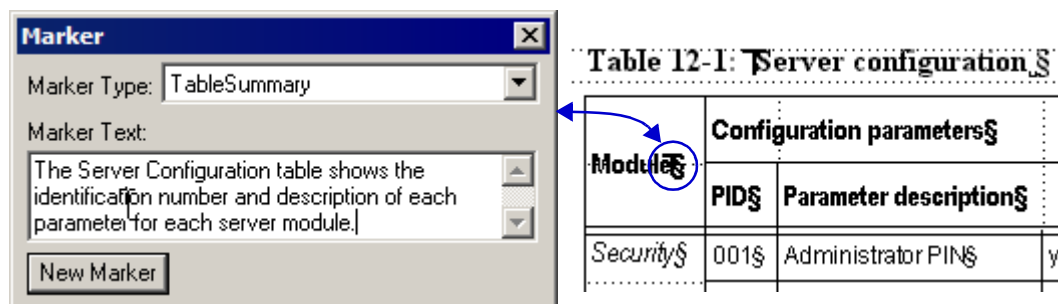 Marker
Marker Type: TableSummary
Marker Text:
The Server Configuration table shows the
identification number and description of each
parameter for each server module.
New Marker
Table 12-1: Server configuration§
Module§
Configuration parameters§
PID§ Parameter description§
Security§ 001§ Administrator PIN§ y